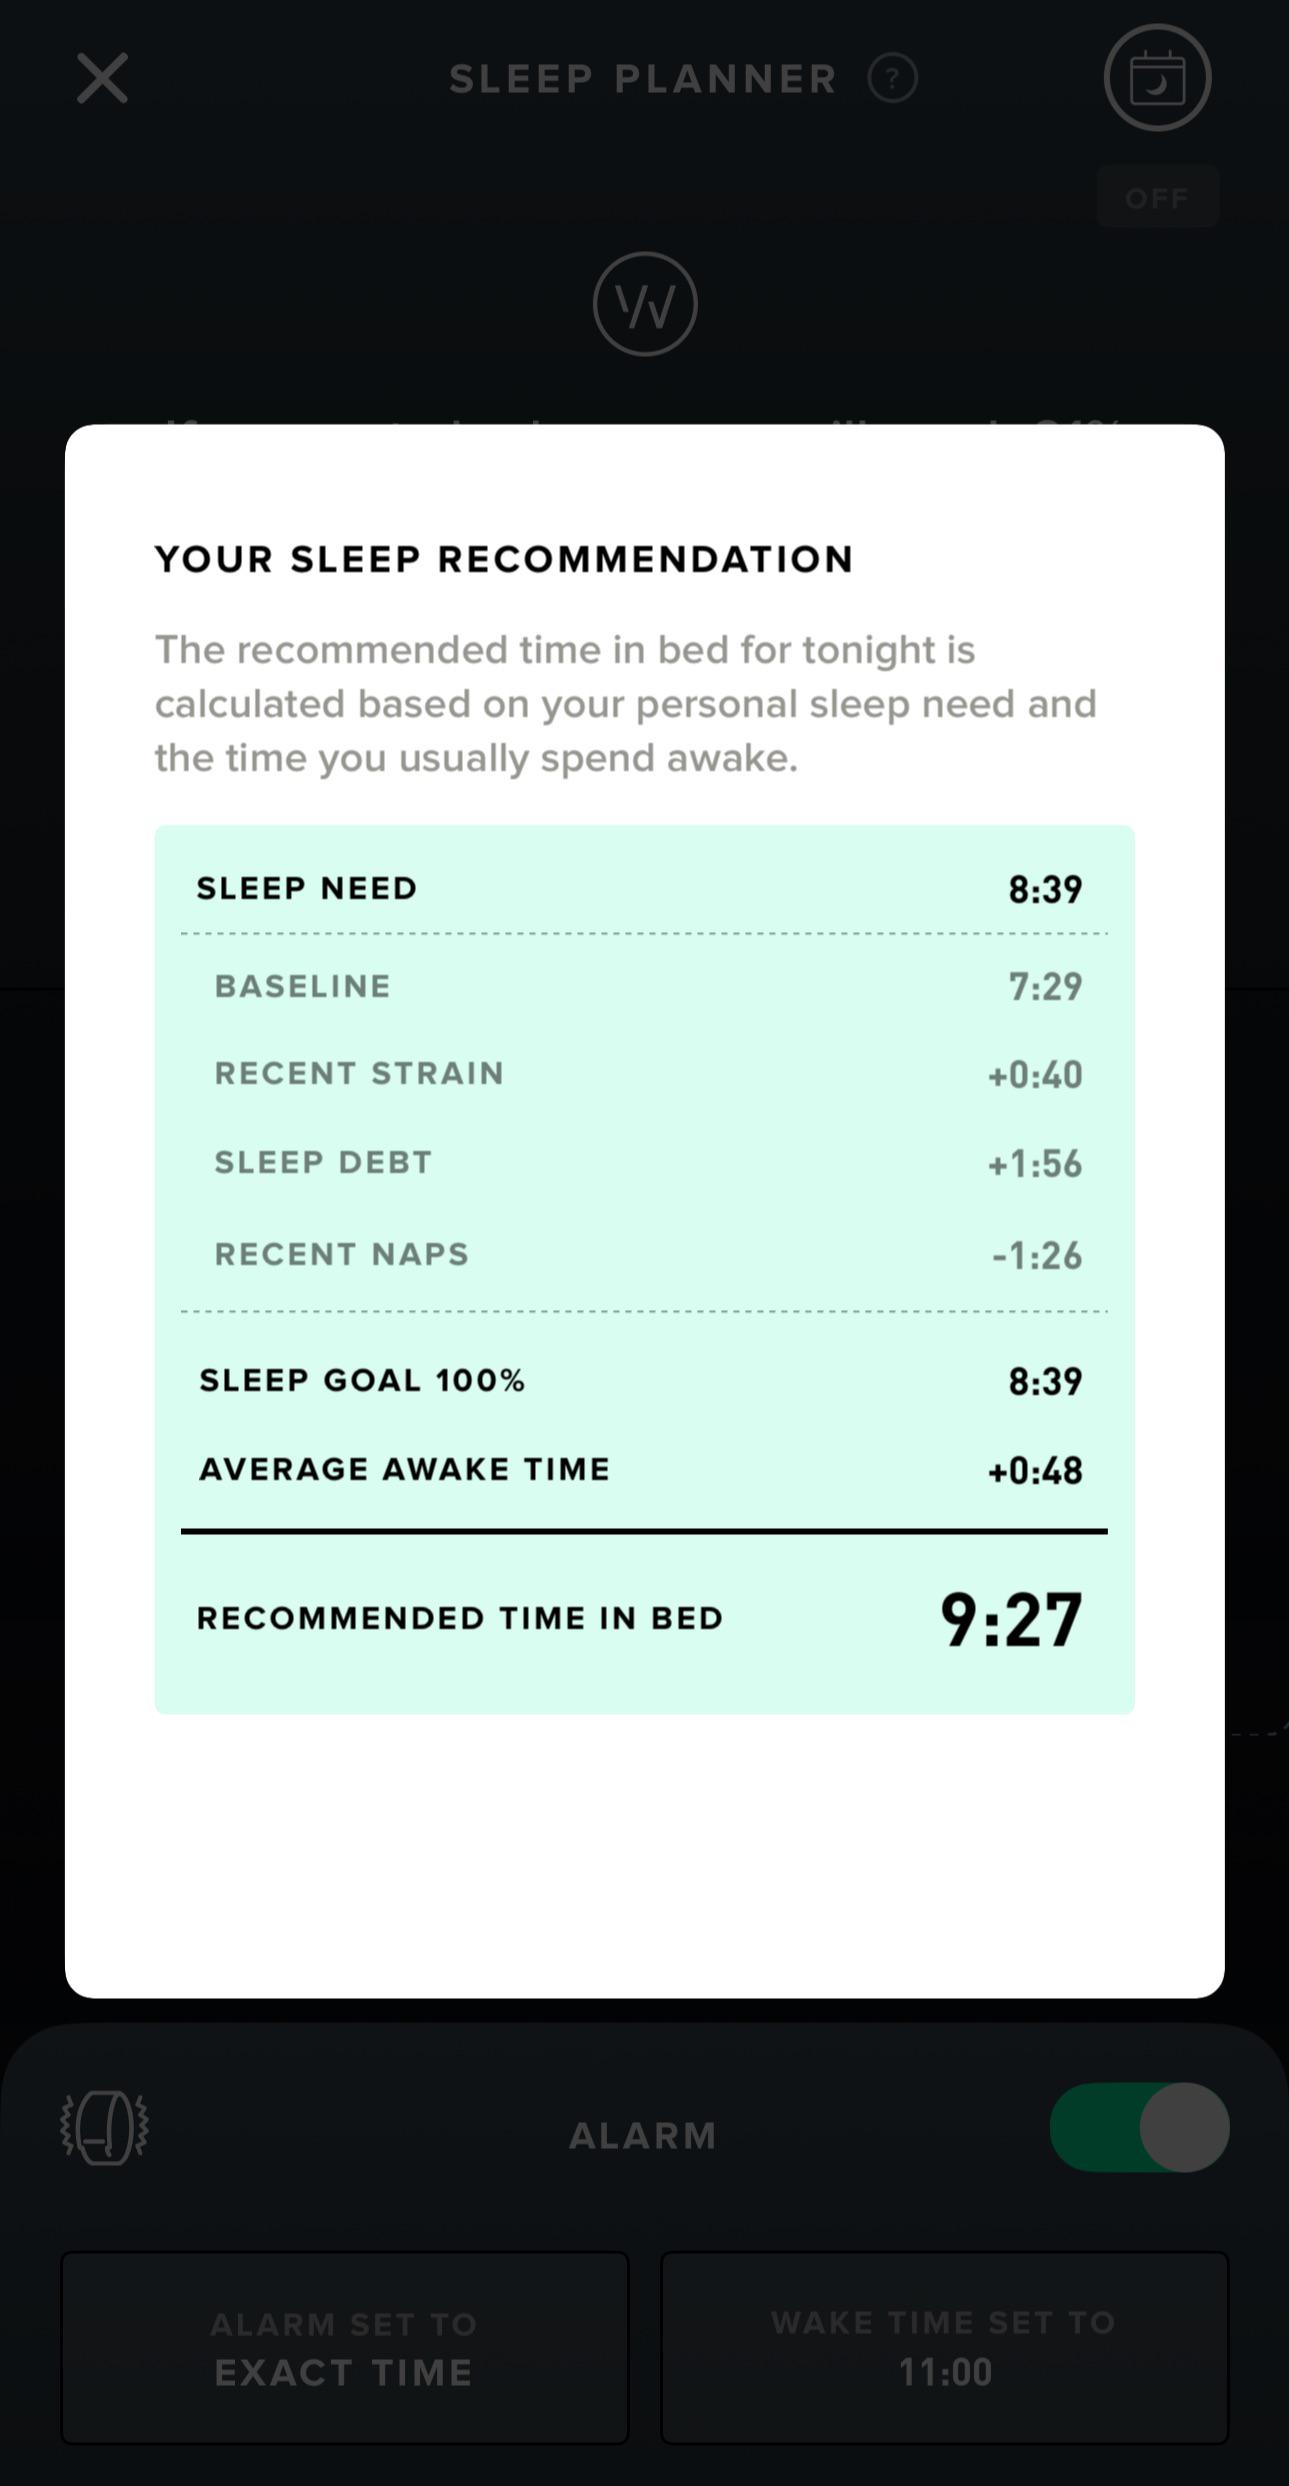 SLEEP PLANNER ?
OFF
W
YOUR SLEEP RECOMMENDATION
The recommended time in bed for tonight is
calculated based on your personal sleep need and
the time you usually spend awake.
SLEEP NEED 8:39
BASELINE 7:29
RECENT STRAIN +0:40
SLEEP DEBT +1:56
RECENT NAPS -1:26
SLEEP GOAL 100% 8:39
AVERAGE AWAKE TIME +0:48
RECOMMENDED TIME IN BED 9:27
ALARM
ALARM SET TO
EXACT TIME
WAKE TIME SET TO
11:00